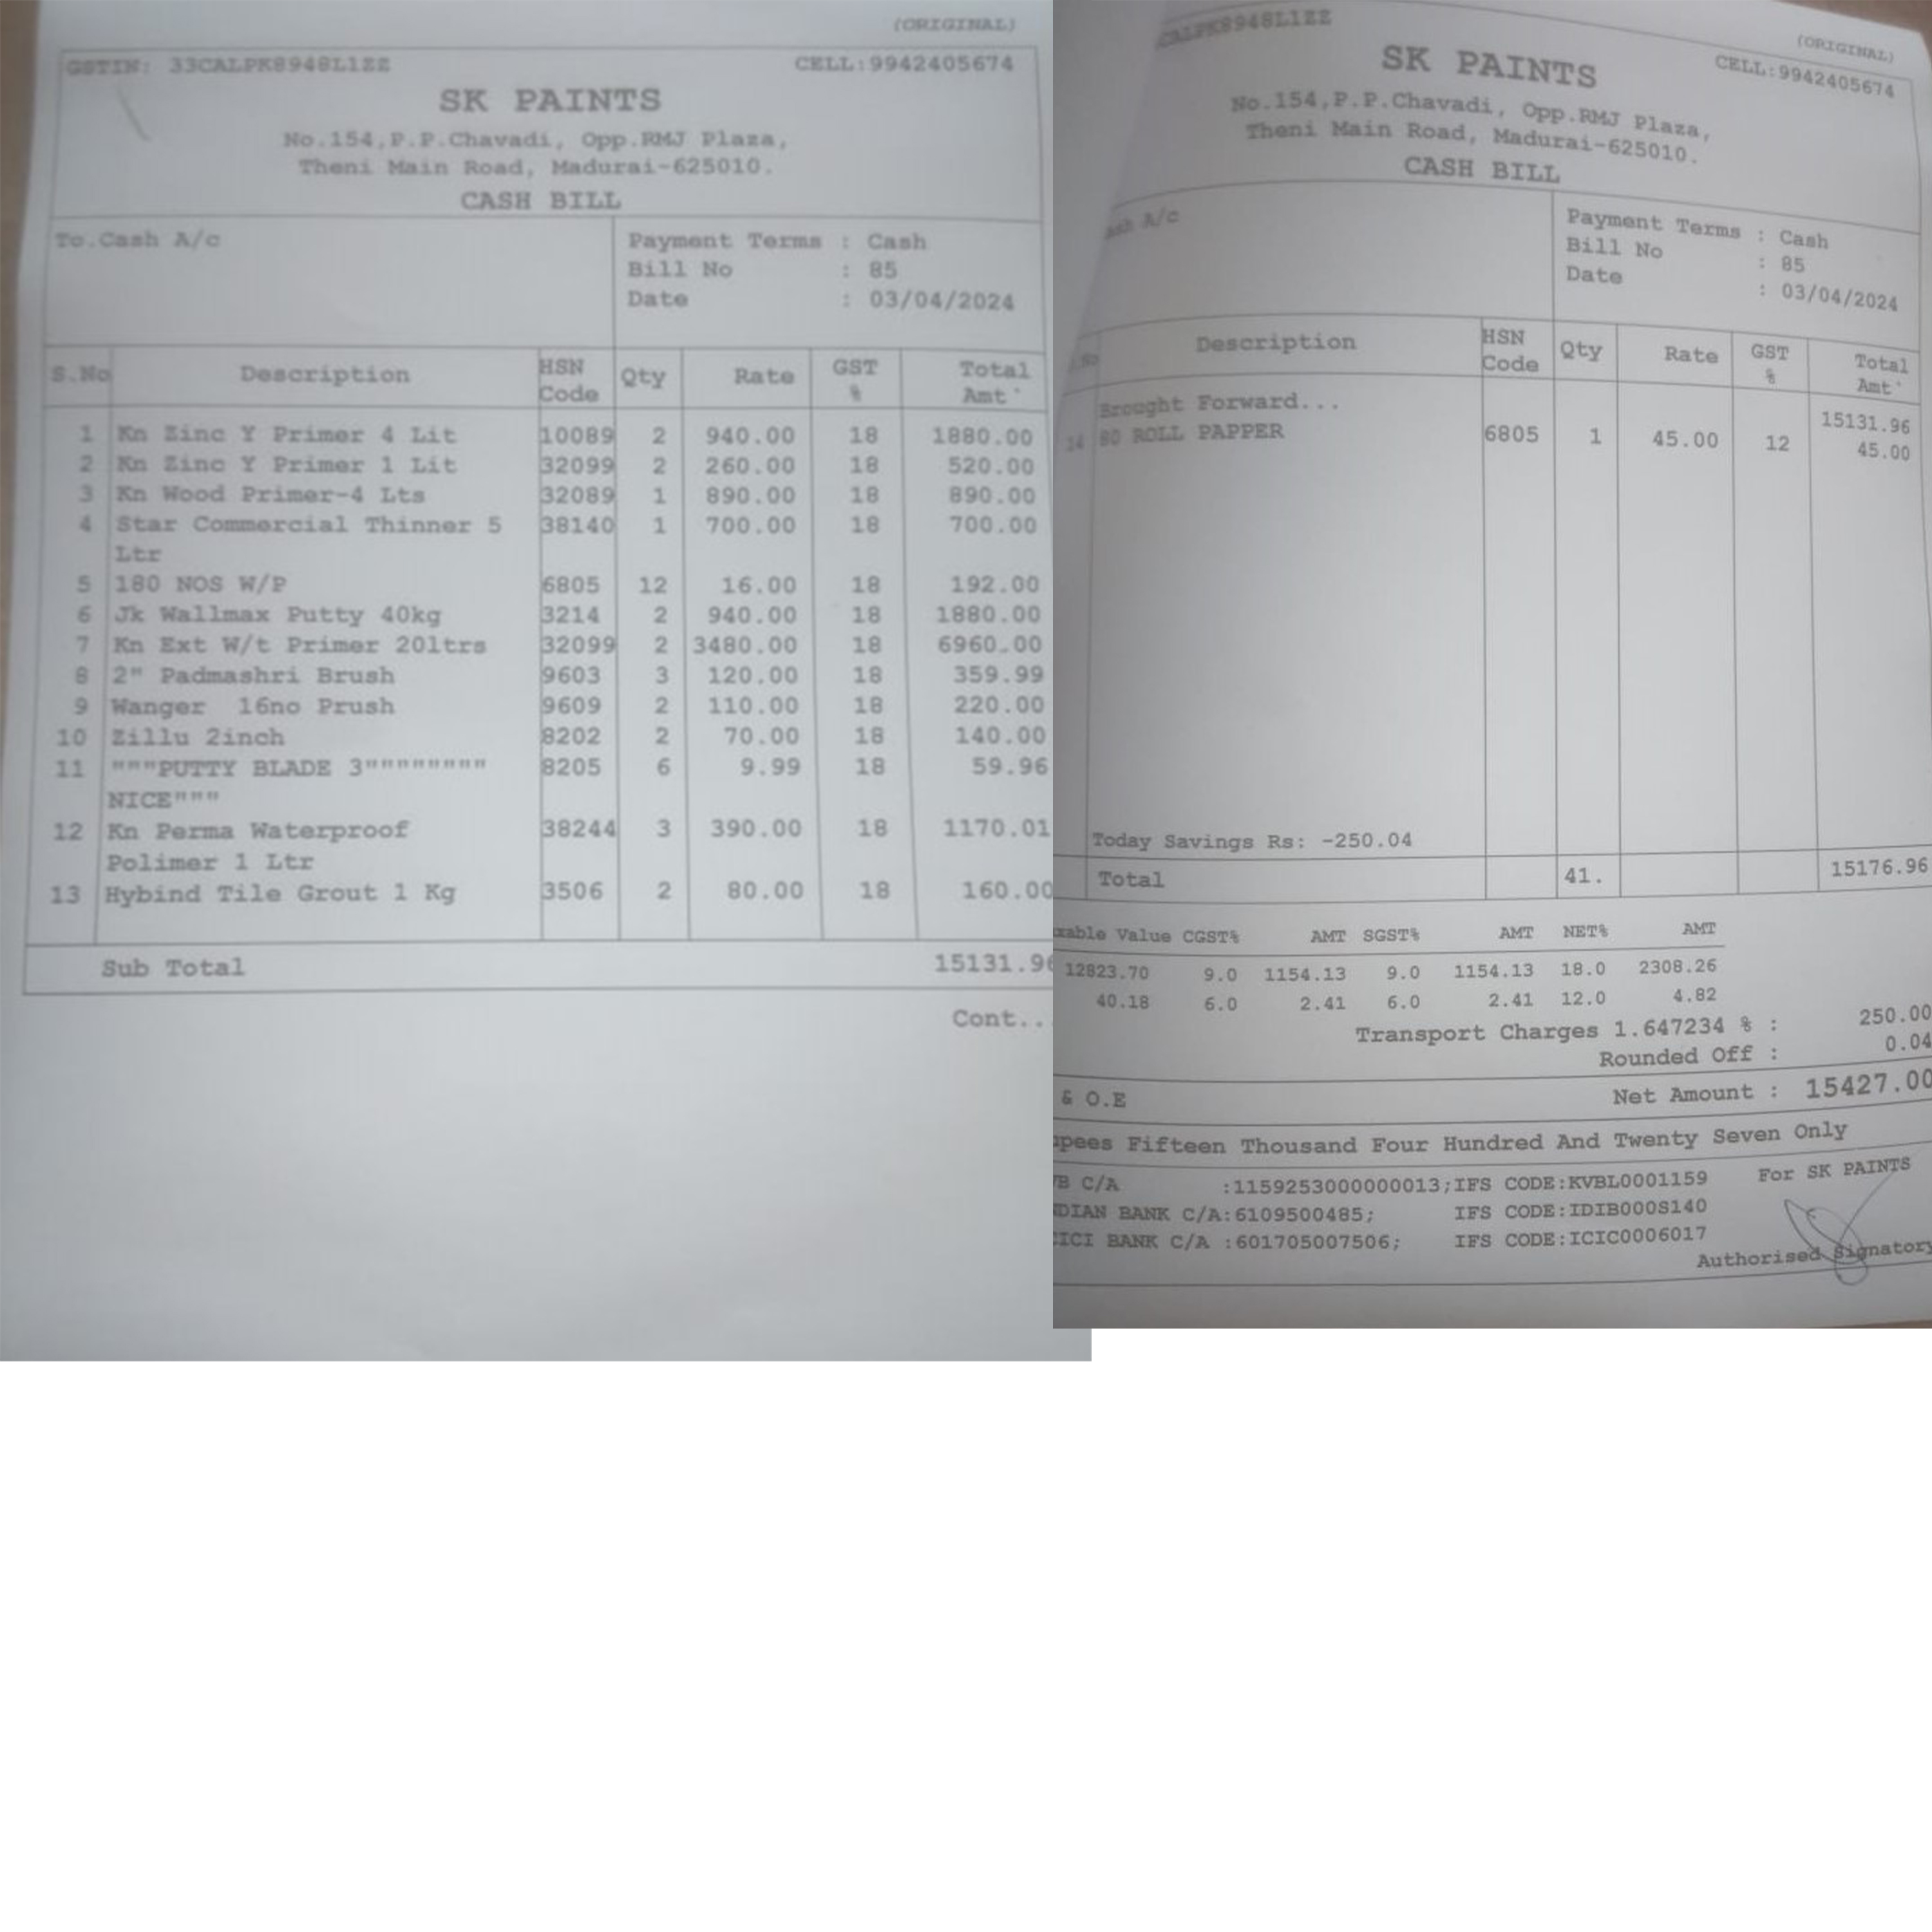 (ORIGINAL)
GSTIN: 33CALPK8948L1ZZ CELL:9942405674
SK PAINTS
No.154,P.P.Chavadi, Opp.RMJ Plaza,
Theni Main Road, Madurai-625010.
CASH BILL
To.Cash A/c
Payment Terms : Cash
Bill No : 85
Date : 03/04/2024
S.No Description HSN Code Qty Rate GST % Total Amt`
1 Kn Zinc Y Primer 4 Lit 10089 2 940.00 18 1880.00
2 Kn Zinc Y Primer 1 Lit 32099 2 260.00 18 520.00
3 Kn Wood Primer-4 Lts 32089 1 890.00 18 890.00
4 Star Commercial Thinner 5 38140 1 700.00 18 700.00
Ltr
5 180 NOS W/P 6805 12 16.00 18 192.00
6 Jk Wallmax Putty 40kg 3214 2 940.00 18 1880.00
7 Kn Ext W/t Primer 20ltrs 32099 2 3480.00 18 6960.00
8 2" Padmashri Brush 9603 3 120.00 18 359.99
9 Wanger 16no Prush 9609 2 110.00 18 220.00
10 Zillu 2inch 8202 2 70.00 18 140.00
11 """PUTTY BLADE 3"""""""" 8205 6 9.99 18 59.96
NICE"""
12 Kn Perma Waterproof 38244 3 390.00 18 1170.01
Polimer 1 Ltr
13 Hybind Tile Grout 1 Kg 3506 2 80.00 18 160.00
Sub Total 15131.96
Cont..
(ORIGINAL)
CALPK8948L1ZZ CELL:9942405674
SK PAINTS
No.154,P.P.Chavadi, Opp.RMJ Plaza,
Theni Main Road, Madurai-625010.
CASH BILL
ash A/c
Payment Terms : Cash
Bill No : 85
Date : 03/04/2024
.No Description HSN Code Qty Rate GST % Total Amt`
Brought Forward... 15131.96
14 80 ROLL PAPPER 6805 1 45.00 12 45.00
Today Savings Rs: -250.04
Total 41. 15176.96
xable Value CGST% AMT SGST% AMT NET% AMT
12823.70 9.0 1154.13 9.0 1154.13 18.0 2308.26
40.18 6.0 2.41 6.0 2.41 12.0 4.82
Transport Charges 1.647234 % : 250.00
Rounded Off : 0.04
& O.E Net Amount : 15427.00
upees Fifteen Thousand Four Hundred And Twenty Seven Only
VB C/A :1159253000000013;IFS CODE:KVBL0001159 For SK PAINTS
NDIAN BANK C/A:6109500485; IFS CODE:IDIB000S140
CICI BANK C/A :601705007506; IFS CODE:ICIC0006017
Authorised Signatory